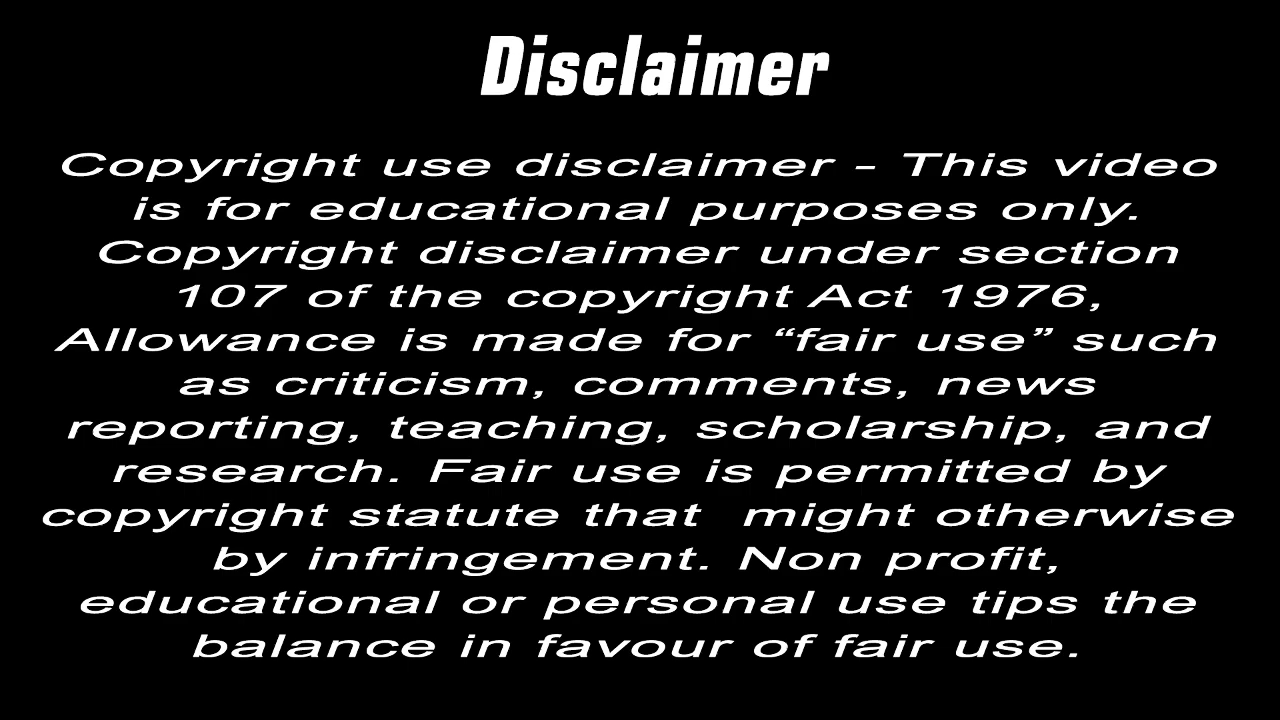 Disclaimer
Copyright use disclaimer – This video
is for educational purposes only.
Copyright disclaimer under section
107 of the copyright Act 1976,
Allowance is made for “fair use” such
as criticism, comments, news
reporting, teaching, scholarship, and
research. Fair use is permitted by
copyright statute that  might otherwise
by infringement. Non profit,
educational or personal use tips the
balance in favour of fair use.